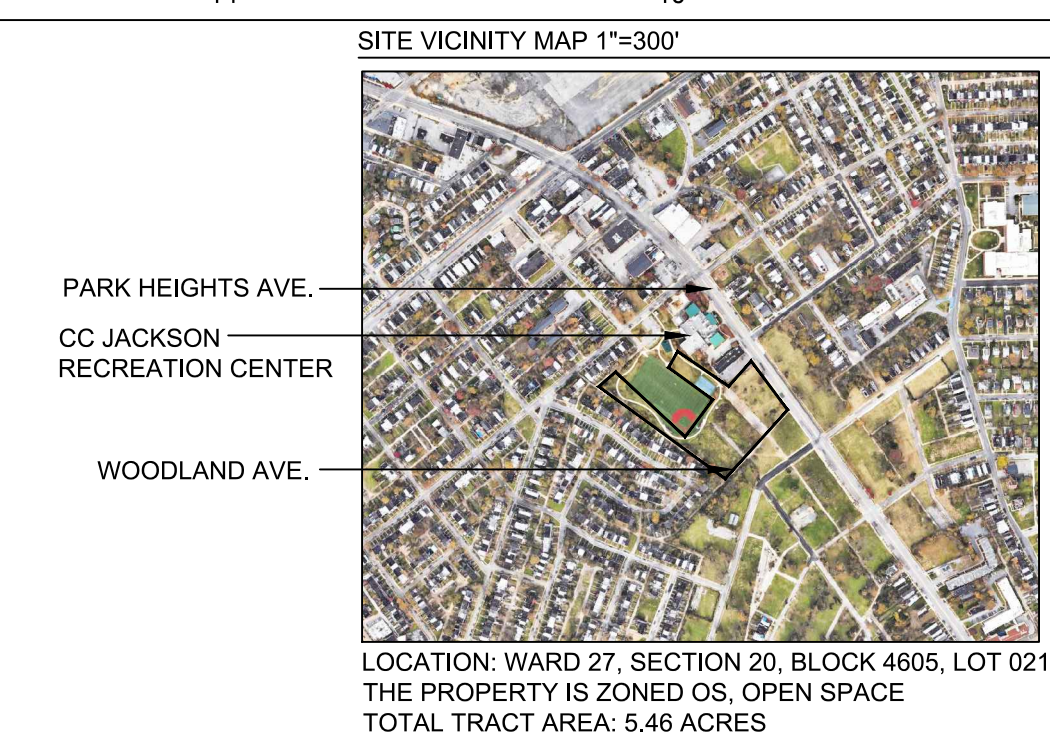 SITE VICINITY MAP 1"=300'
PARK HEIGHTS AVE.
CC JACKSON
RECREATION CENTER
WOODLAND AVE.
LOCATION: WARD 27, SECTION 20, BLOCK 4605, LOT 021
THE PROPERTY IS ZONED OS, OPEN SPACE
TOTAL TRACT AREA: 5.46 ACRES